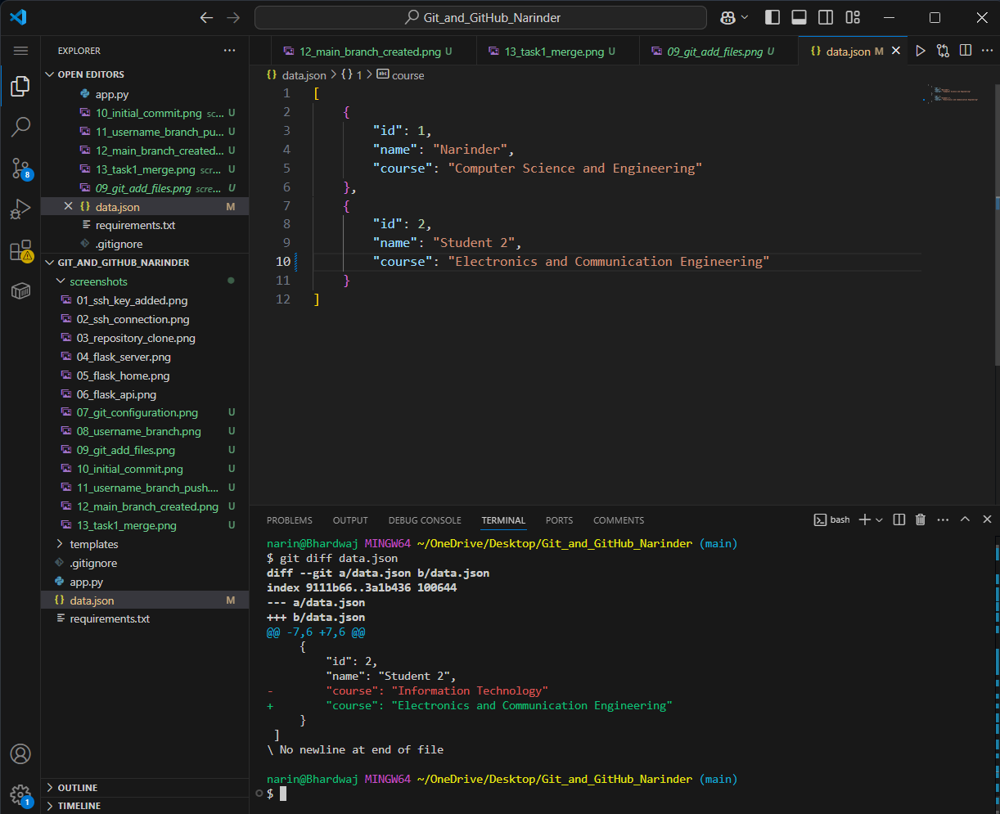 Git_and_GitHub_Narinder
EXPLORER
OPEN EDITORS
app.py
10_initial_commit.png sc... U
11_username_branch_pu... U
12_main_branch_created... U
13_task1_merge.png scr... U
09_git_add_files.png scre... U
data.json M
requirements.txt
.gitignore
GIT_AND_GITHUB_NARINDER
screenshots
01_ssh_key_added.png
02_ssh_connection.png
03_repository_clone.png
04_flask_server.png
05_flask_home.png
06_flask_api.png
07_git_configuration.png U
08_username_branch.png U
09_git_add_files.png U
10_initial_commit.png U
11_username_branch_push.... U
12_main_branch_created.png U
13_task1_merge.png U
templates
.gitignore
app.py
data.json M
requirements.txt
OUTLINE
TIMELINE
8
1
12_main_branch_created.png U
13_task1_merge.png U
09_git_add_files.png U
{} data.json M
{} data.json > {} 1 > abc course
1 [
2 {
3 "id": 1,
4 "name": "Narinder",
5 "course": "Computer Science and Engineering"
6 },
7 {
8 "id": 2,
9 "name": "Student 2",
10 "course": "Electronics and Communication Engineering"
11 }
12 ]
PROBLEMS OUTPUT DEBUG CONSOLE TERMINAL PORTS COMMENTS
bash
narin@Bhardwaj MINGW64 ~/OneDrive/Desktop/Git_and_GitHub_Narinder (main)
$ git diff data.json
diff --git a/data.json b/data.json
index 9111b66..3a1b436 100644
--- a/data.json
+++ b/data.json
@@ -7,6 +7,6 @@
{
"id": 2,
"name": "Student 2",
- "course": "Information Technology"
+ "course": "Electronics and Communication Engineering"
}
]
\ No newline at end of file
narin@Bhardwaj MINGW64 ~/OneDrive/Desktop/Git_and_GitHub_Narinder (main)
$